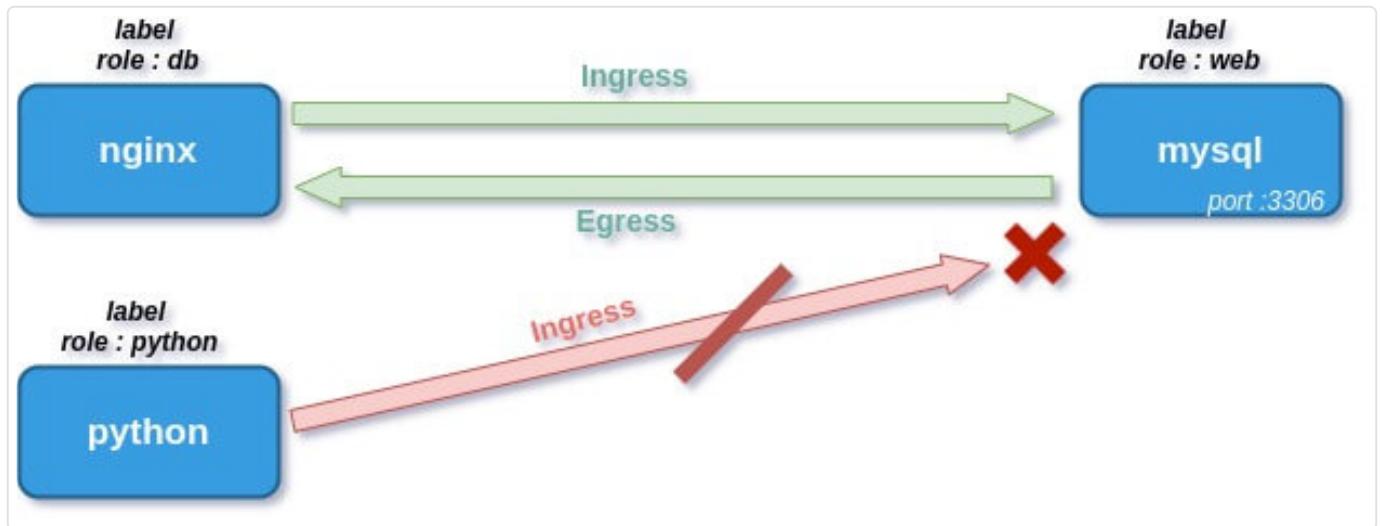 label
role : db
nginx
Ingress
Egress
label
role : web
mysql
port :3306
label
role : python
python
Ingress